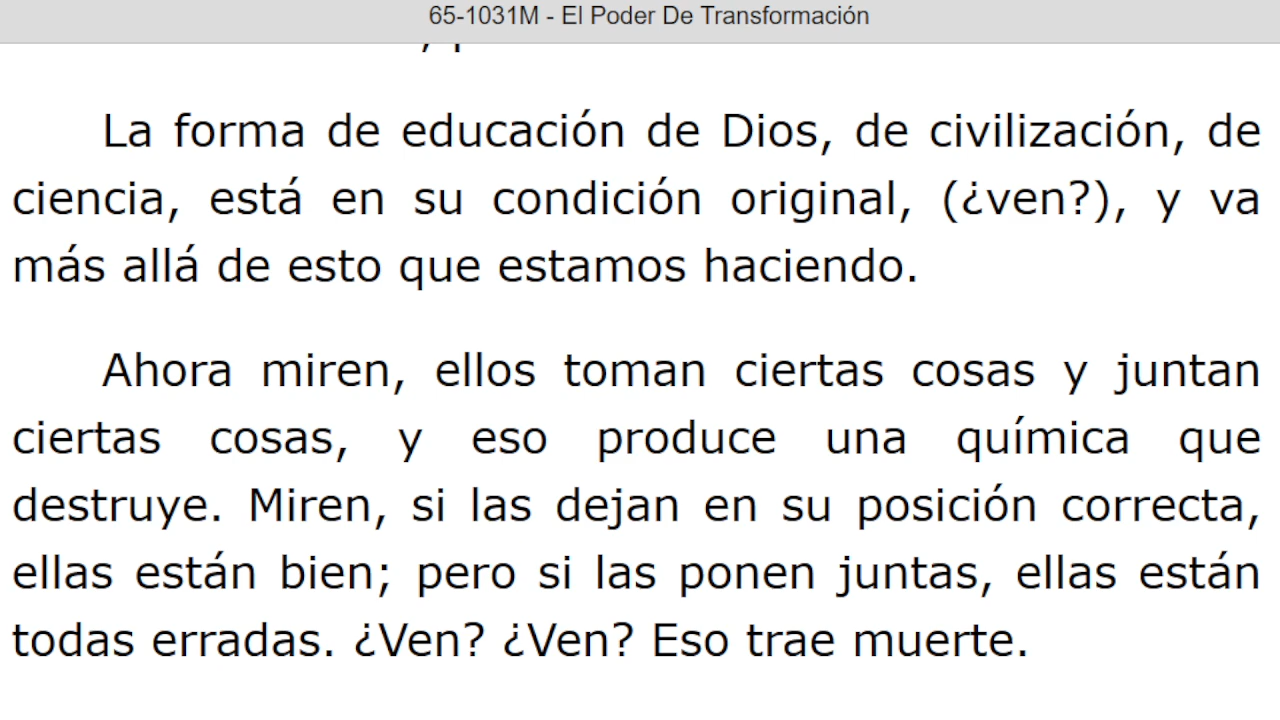 65-1031M - El Poder De Transformación
La forma de educación de Dios, de civilización, de
ciencia, está en su condición original, (¿ven?), y va
más allá de esto que estamos haciendo.
Ahora miren, ellos toman ciertas cosas y juntan
ciertas cosas, y eso produce una química que
destruye. Miren, si las dejan en su posición correcta,
ellas están bien; pero si las ponen juntas, ellas están
todas erradas. ¿Ven? ¿Ven? Eso trae muerte.